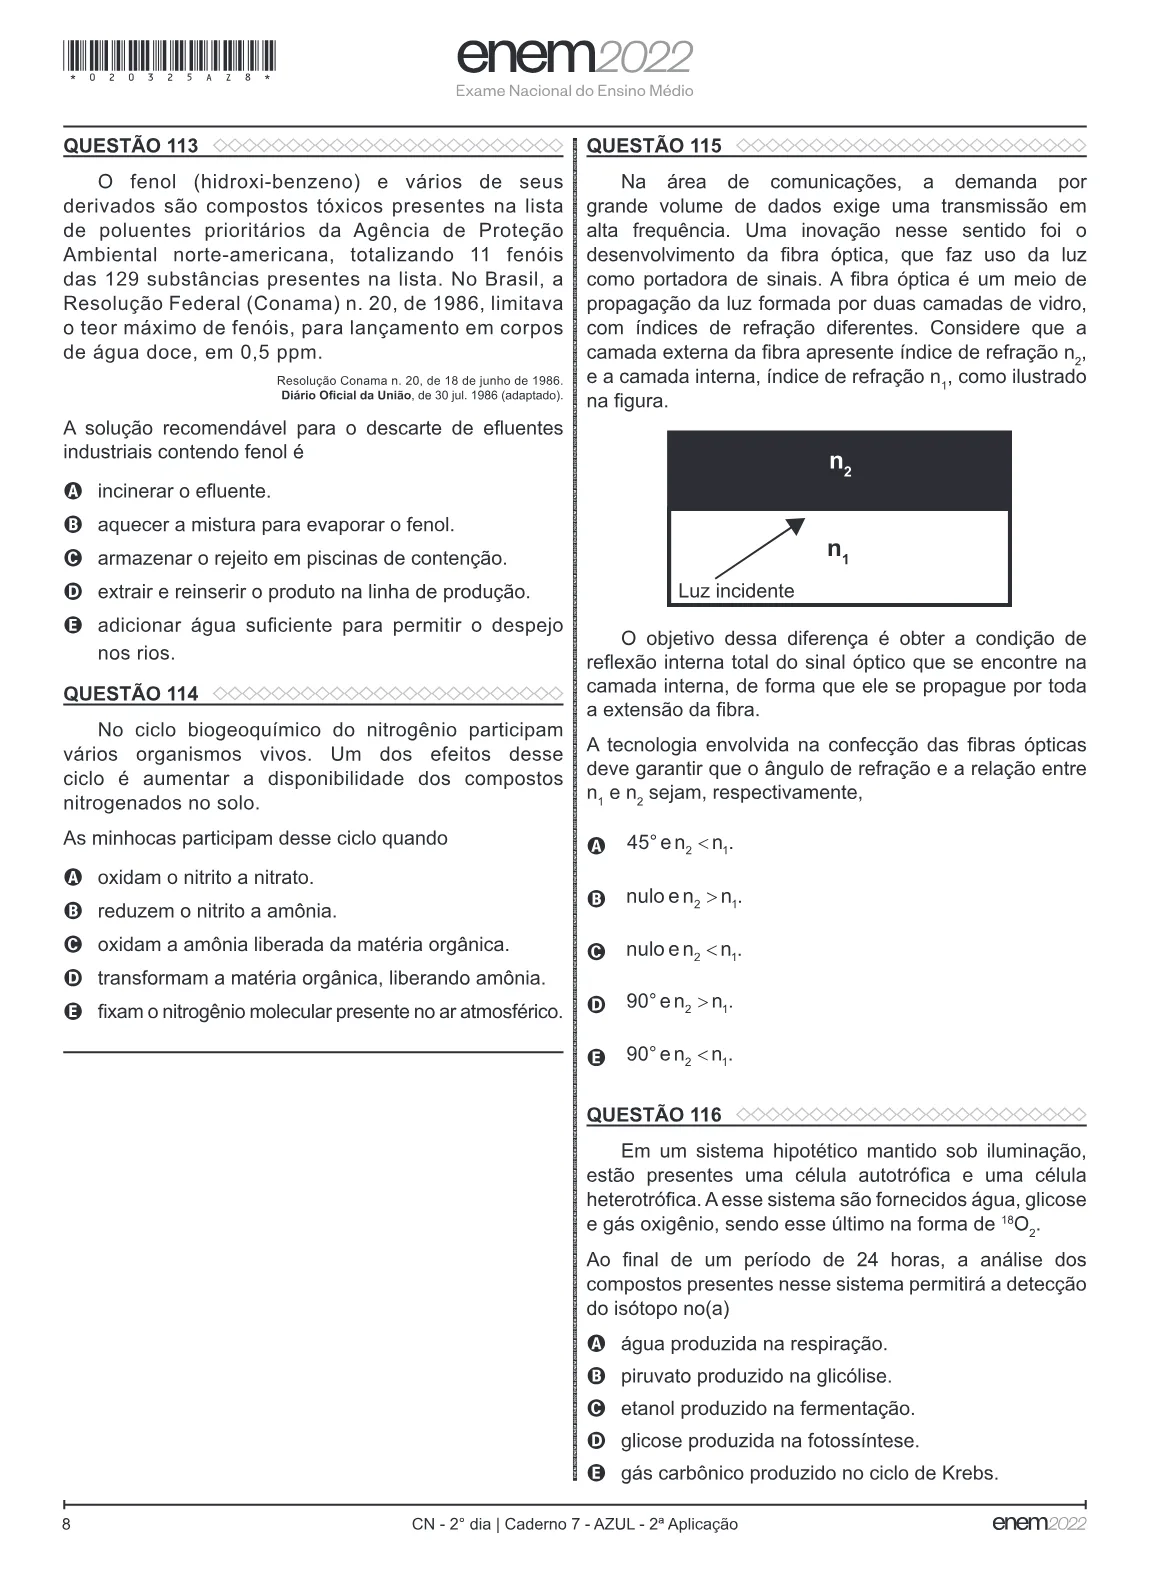 *020325AZ8*
enem2022
Exame Nacional do Ensino Médio
QUESTÃO 113
O fenol (hidroxi-benzeno) e vários de seus
derivados são compostos tóxicos presentes na lista
de poluentes prioritários da Agência de Proteção
Ambiental norte-americana, totalizando 11 fenóis
das 129 substâncias presentes na lista. No Brasil, a
Resolução Federal (Conama) n. 20, de 1986, limitava
o teor máximo de fenóis, para lançamento em corpos
de água doce, em 0,5 ppm.
Resolução Conama n. 20, de 18 de junho de 1986.
Diário Oficial da União, de 30 jul. 1986 (adaptado).
A solução recomendável para o descarte de efluentes
industriais contendo fenol é
A incinerar o efluente.
B aquecer a mistura para evaporar o fenol.
C armazenar o rejeito em piscinas de contenção.
D extrair e reinserir o produto na linha de produção.
E adicionar água suficiente para permitir o despejo
nos rios.
QUESTÃO 114
No ciclo biogeoquímico do nitrogênio participam
vários organismos vivos. Um dos efeitos desse
ciclo é aumentar a disponibilidade dos compostos
nitrogenados no solo.
As minhocas participam desse ciclo quando
A oxidam o nitrito a nitrato.
B reduzem o nitrito a amônia.
C oxidam a amônia liberada da matéria orgânica.
D transformam a matéria orgânica, liberando amônia.
E fixam o nitrogênio molecular presente no ar atmosférico.
QUESTÃO 115
Na área de comunicações, a demanda por
grande volume de dados exige uma transmissão em
alta frequência. Uma inovação nesse sentido foi o
desenvolvimento da fibra óptica, que faz uso da luz
como portadora de sinais. A fibra óptica é um meio de
propagação da luz formada por duas camadas de vidro,
com índices de refração diferentes. Considere que a
camada externa da fibra apresente índice de refração n₂,
e a camada interna, índice de refração n₁, como ilustrado
na figura.
n₂
n₁
Luz incidente
O objetivo dessa diferença é obter a condição de
reflexão interna total do sinal óptico que se encontre na
camada interna, de forma que ele se propague por toda
a extensão da fibra.
A tecnologia envolvida na confecção das fibras ópticas
deve garantir que o ângulo de refração e a relação entre
n₁ e n₂ sejam, respectivamente,
A 45° e n₂ < n₁.
B nulo e n₂ > n₁.
C nulo e n₂ < n₁.
D 90° e n₂ > n₁.
E 90° e n₂ < n₁.
QUESTÃO 116
Em um sistema hipotético mantido sob iluminação,
estão presentes uma célula autotrófica e uma célula
heterotrófica. A esse sistema são fornecidos água, glicose
e gás oxigênio, sendo esse último na forma de ¹⁸O₂.
Ao final de um período de 24 horas, a análise dos
compostos presentes nesse sistema permitirá a detecção
do isótopo no(a)
A água produzida na respiração.
B piruvato produzido na glicólise.
C etanol produzido na fermentação.
D glicose produzida na fotossíntese.
E gás carbônico produzido no ciclo de Krebs.
8
CN - 2° dia | Caderno 7 - AZUL - 2ª Aplicação
enem2022